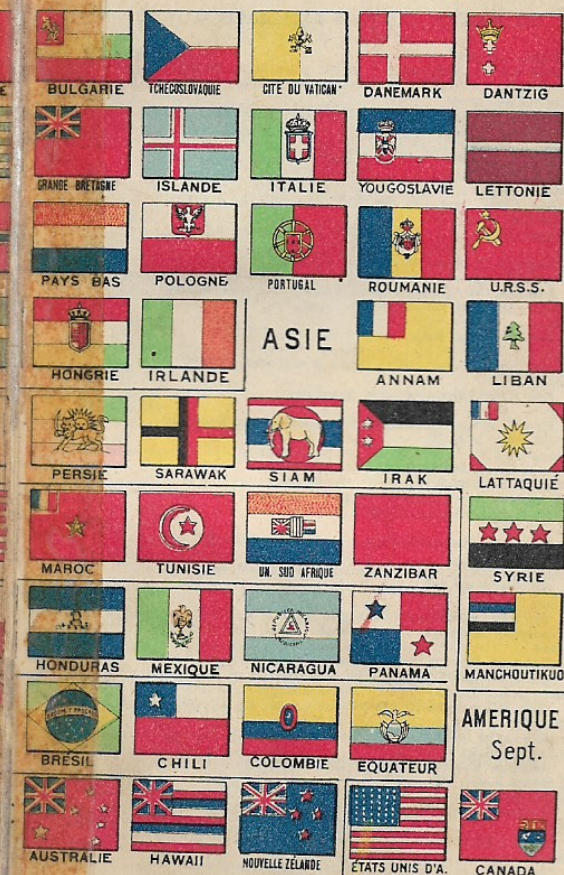 BULGARIE
TCHECOSLOVAQUIE
CITE DU VATICAN
DANEMARK
DANTZIG
GRANDE BRETAGNE
ISLANDE
ITALIE
YOUGOSLAVIE
LETTONIE
PAYS BAS
POLOGNE
PORTUGAL
ROUMANIE
U.R.S.S.
HONGRIE
IRLANDE
ASIE
ANNAM
LIBAN
PERSIE
SARAWAK
SIAM
IRAK
LATTAQUIÉ
MAROC
TUNISIE
UN. SUD AFRIQUE
ZANZIBAR
SYRIE
HONDURAS
MEXIQUE
NICARAGUA
PANAMA
MANCHOUTIKUO
BRESIL
CHILI
COLOMBIE
EQUATEUR
AMERIQUE
Sept.
AUSTRALIE
HAWAII
NOUVELLE ZÉLANDE
ÉTATS UNIS D'A.
CANADA